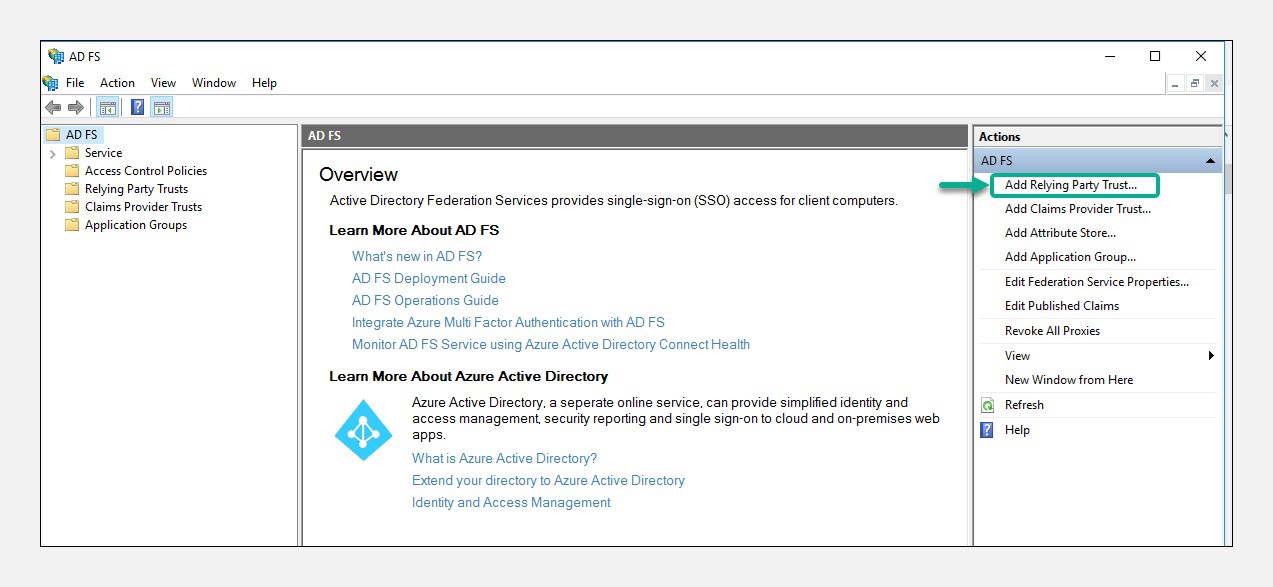 AD FS
File Action View Window Help
AD FS
Service
Access Control Policies
Relying Party Trusts
Claims Provider Trusts
Application Groups
AD FS
Overview
Active Directory Federation Services provides single-sign-on (SSO) access for client computers.
Learn More About AD FS
What's new in AD FS?
AD FS Deployment Guide
AD FS Operations Guide
Integrate Azure Multi Factor Authentication with AD FS
Monitor AD FS Service using Azure Active Directory Connect Health
Learn More About Azure Active Directory
Azure Active Directory, a seperate online service, can provide simplified identity and
access management, security reporting and single sign-on to cloud and on-premises web
apps.
What is Azure Active Directory?
Extend your directory to Azure Active Directory
Identity and Access Management
Actions
AD FS
Add Relying Party Trust...
Add Claims Provider Trust...
Add Attribute Store...
Add Application Group...
Edit Federation Service Properties...
Edit Published Claims
Revoke All Proxies
View
New Window from Here
Refresh
Help